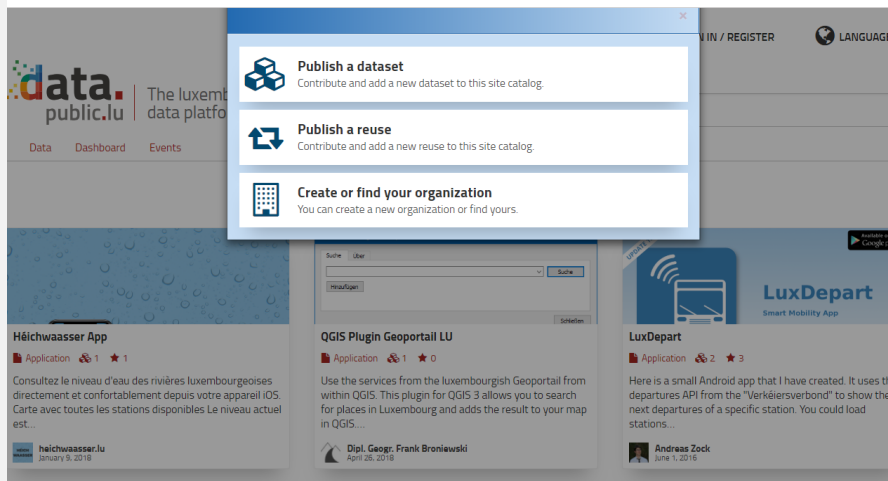 ×
N IN / REGISTER
LANGUAGE
Publish a dataset
Contribute and add a new dataset to this site catalog.
data.
public.lu
The luxemb
data platfo
Publish a reuse
Contribute and add a new reuse to this site catalog.
Data Dashboard Events
Create or find your organization
You can create a new organization or find yours.
Suche Über
Suche
Hinzufügen
Schließen
UPDATE
Available o
Google p
LuxDepart
Smart Mobility App
Héichwaasser App
Application 1 1
Consultez le niveau d'eau des rivières luxembourgeoises
directement et confortablement depuis votre appareil iOS.
Carte avec toutes les stations disponibles Le niveau actuel
est...
heichwaasser.lu
January 9, 2018
QGIS Plugin Geoportail LU
Application 1 0
Use the services from the luxembourgish Geoportail from
within QGIS. This plugin for QGIS 3 allows you to search
for places in Luxembourg and adds the result to your map
in QGIS....
Dipl. Geogr. Frank Broniewski
April 26, 2018
LuxDepart
Application 2 3
Here is a small Android app that I have created. It uses th
departures API from the "Verkéiersverbond" to show the
next departures of a specific station. You could load
stations...
Andreas Zock
June 1, 2016